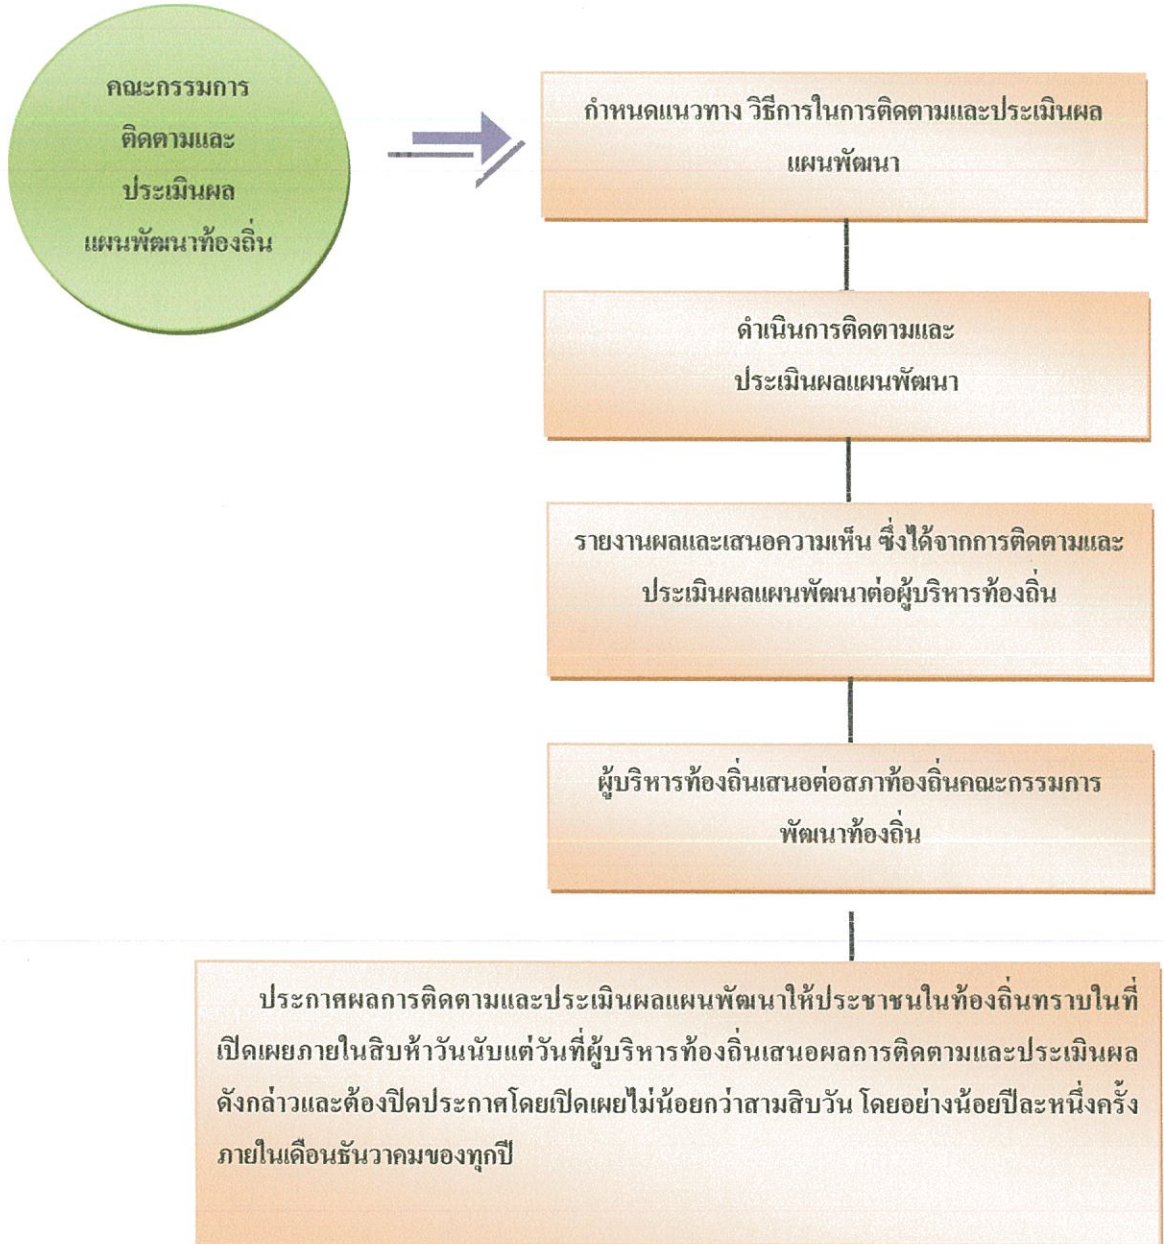 คณะกรรมการ
ติดตามและ
ประเมินผล
แผนพัฒนาท้องถิ่น
กำหนดแนวทาง วิธีการในการติดตามและประเมินผล
แผนพัฒนา
ดำเนินการติดตามและ
ประเมินผลแผนพัฒนา
รายงานผลและเสนอความเห็น ซึ่งได้จากการติดตามและ
ประเมินผลแผนพัฒนาต่อผู้บริหารท้องถิ่น
ผู้บริหารท้องถิ่นเสนอต่อสภาท้องถิ่นคณะกรรมการ
พัฒนาท้องถิ่น
ประกาศผลการติดตามและประเมินผลแผนพัฒนาให้ประชาชนในท้องถิ่นทราบในที่
เปิดเผยภายในสิบห้าวันนับแต่วันที่ผู้บริหารท้องถิ่นเสนอผลการติดตามและประเมินผล
ดังกล่าวและต้องปิดประกาศโดยเปิดเผยไม่น้อยกว่าสามสิบวัน โดยอย่างน้อยปีละหนึ่งครั้ง
ภายในเดือนธันวาคมของทุกปี